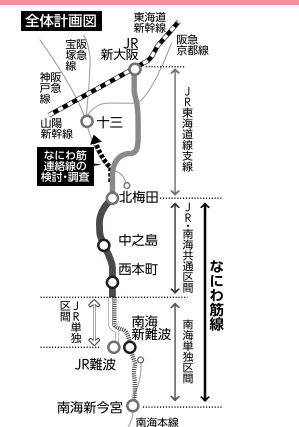 全体計画図
東海道
新幹線
阪急
宝塚線
JR
新大阪
阪急
京都線
阪急
神戸線
山陽
新幹線
十三
なにわ筋
連絡線の
検討・調査
JR東海道線支線
北梅田
中之島
西本町
JR・南海共通区間
なにわ筋線
JR単独
区間
南海
新難波
南海単独区間
JR難波
南海新今宮
南海本線